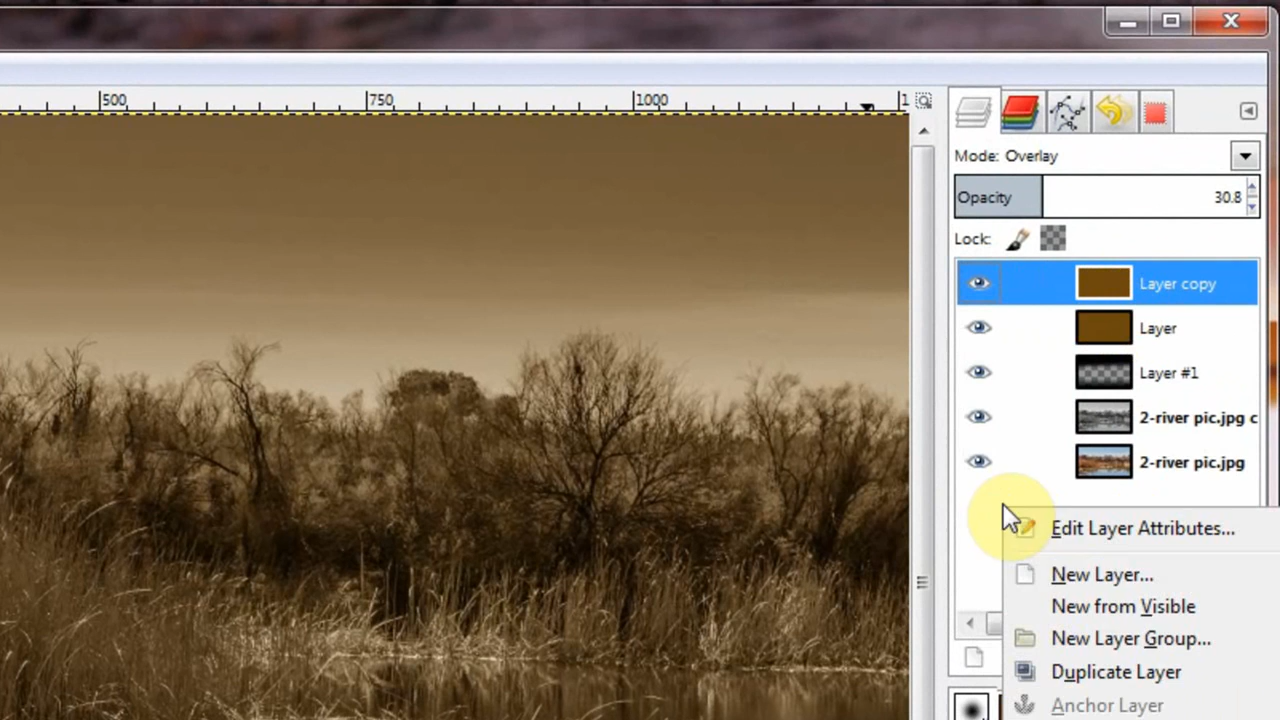 500 750 1000 1
Mode: Overlay
Opacity 30.8
Lock:
Layer copy
Layer
Layer #1
2-river pic.jpg c
2-river pic.jpg
Edit Layer Attributes...
New Layer...
New from Visible
New Layer Group...
Duplicate Layer
Anchor Layer